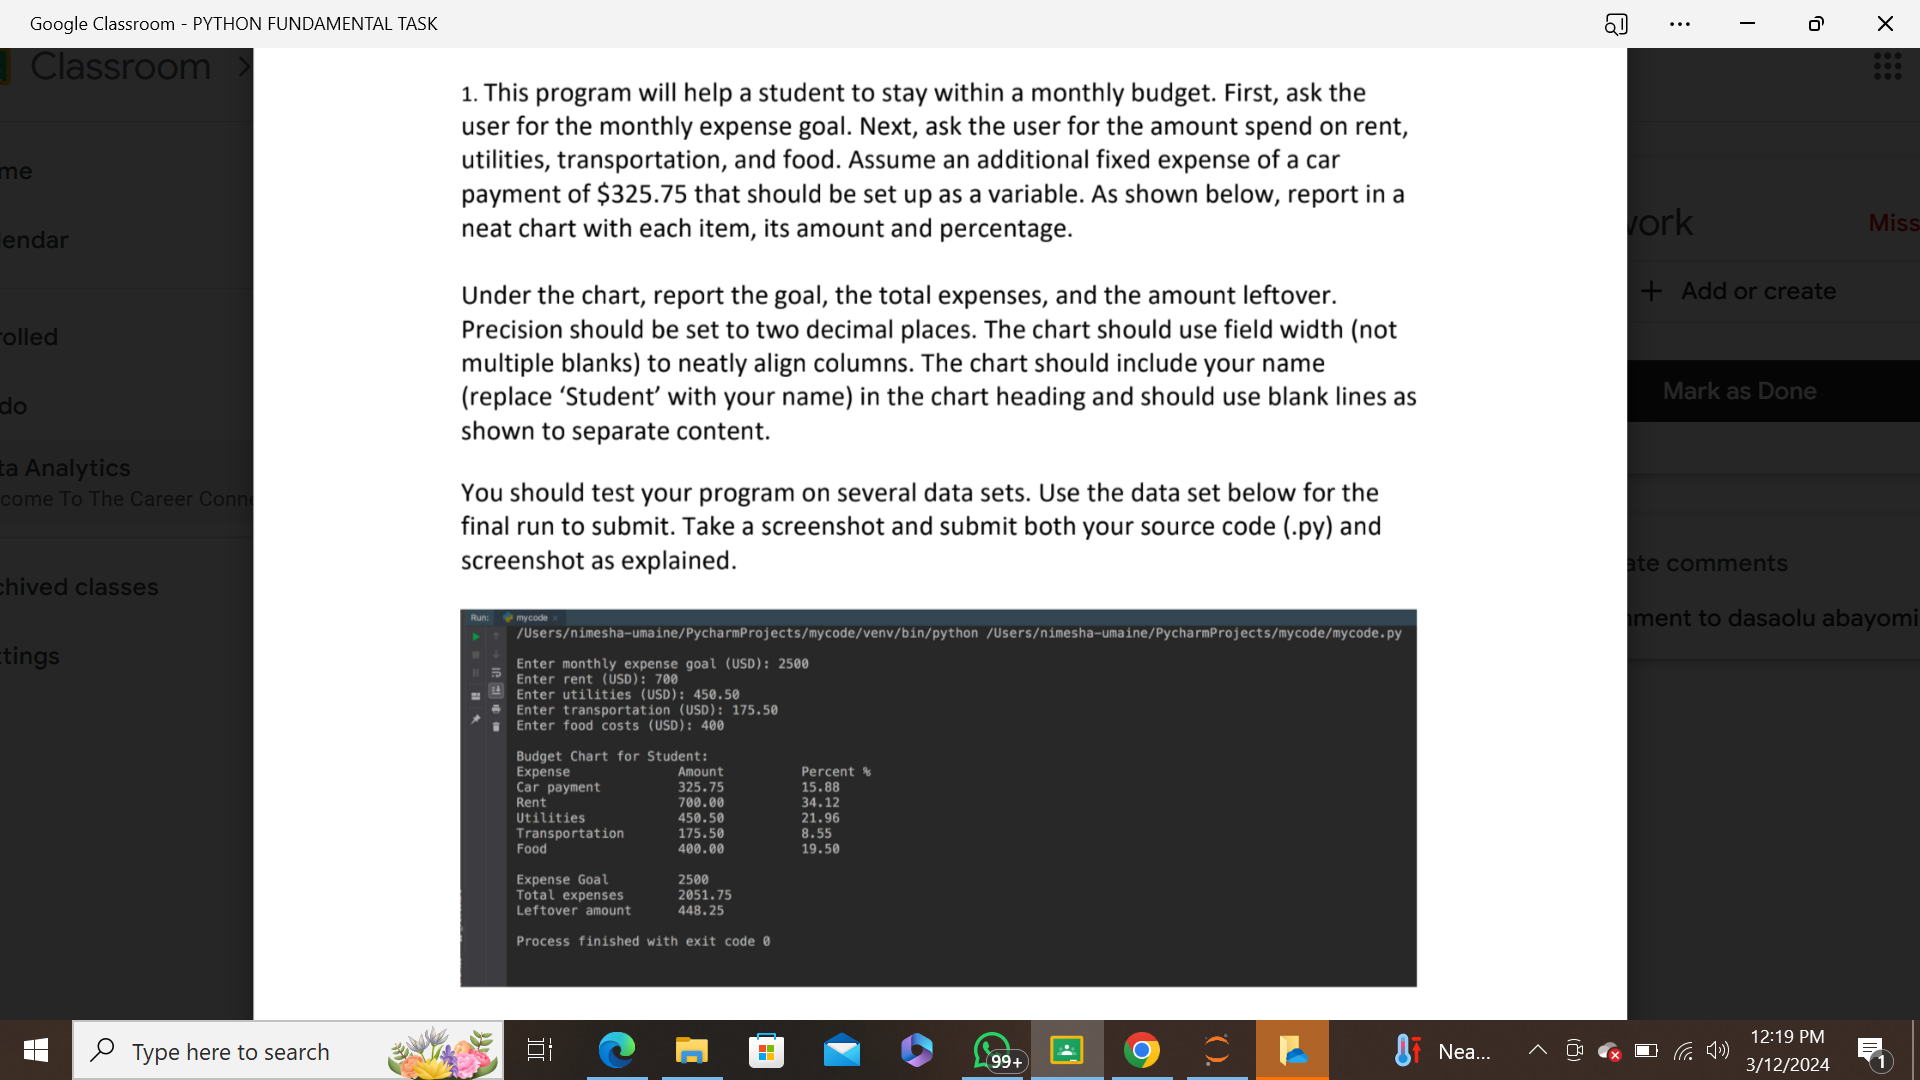 Google Classroom - PYTHON FUNDAMENTAL TASK
Classroom
1. This program will help a student to stay within a monthly budget. First, ask the
user for the monthly expense goal. Next, ask the user for the amount spend on rent,
utilities, transportation, and food. Assume an additional fixed expense of a car
payment of $325.75 that should be set up as a variable. As shown below, report in a
neat chart with each item, its amount and percentage.
Under the chart, report the goal, the total expenses, and the amount leftover.
Precision should be set to two decimal places. The chart should use field width (not
multiple blanks) to neatly align columns. The chart should include your name
(replace ‘Student’ with your name) in the chart heading and should use blank lines as
shown to separate content.
You should test your program on several data sets. Use the data set below for the
final run to submit. Take a screenshot and submit both your source code (.py) and
screenshot as explained.
Run: mycode
/Users/nimesha-umaine/PycharmProjects/mycode/venv/bin/python /Users/nimesha-umaine/PycharmProjects/mycode/mycode.py
Enter monthly expense goal (USD): 2500
Enter rent (USD): 700
Enter utilities (USD): 450.50
Enter transportation (USD): 175.50
Enter food costs (USD): 400
Budget Chart for Student:
Expense Amount Percent %
Car payment 325.75 15.88
Rent 700.00 34.12
Utilities 450.50 21.96
Transportation 175.50 8.55
Food 400.00 19.50
Expense Goal 2500
Total expenses 2051.75
Leftover amount 448.25
Process finished with exit code 0
me
endar
rolled
do
ta Analytics
come To The Career Conne
chived classes
ttings
work Miss
+ Add or create
Mark as Done
ate comments
mment to dasaolu abayomi
Type here to search
99+
Nea...
12:19 PM
3/12/2024
1